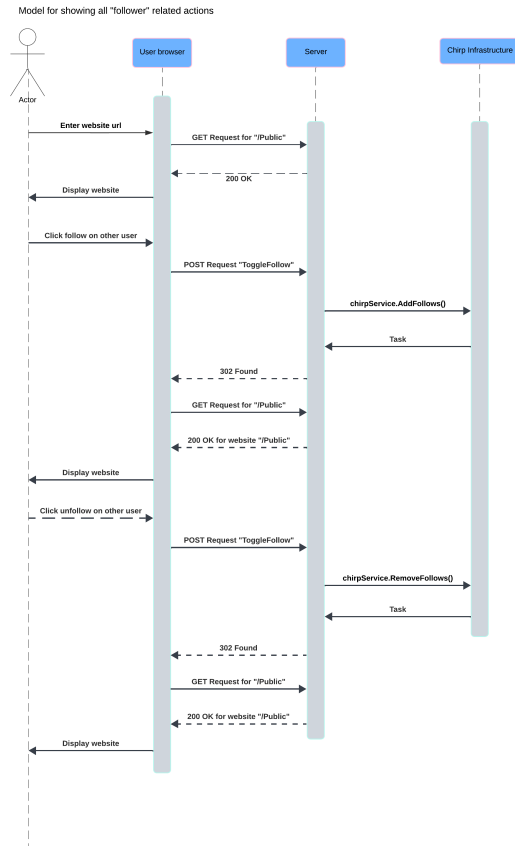 Model for showing all "follower" related actions
User browser
Server
Chirp Infrastructure
Actor
Enter website url
GET Request for "/Public"
200 OK
Display website
Click follow on other user
POST Request "ToggleFollow"
chirpService.AddFollows()
Task
302 Found
GET Request for "/Public"
200 OK for website "/Public"
Display website
Click unfollow on other user
POST Request "ToggleFollow"
chirpService.RemoveFollows()
Task
302 Found
GET Request for "/Public"
200 OK for website "/Public"
Display website